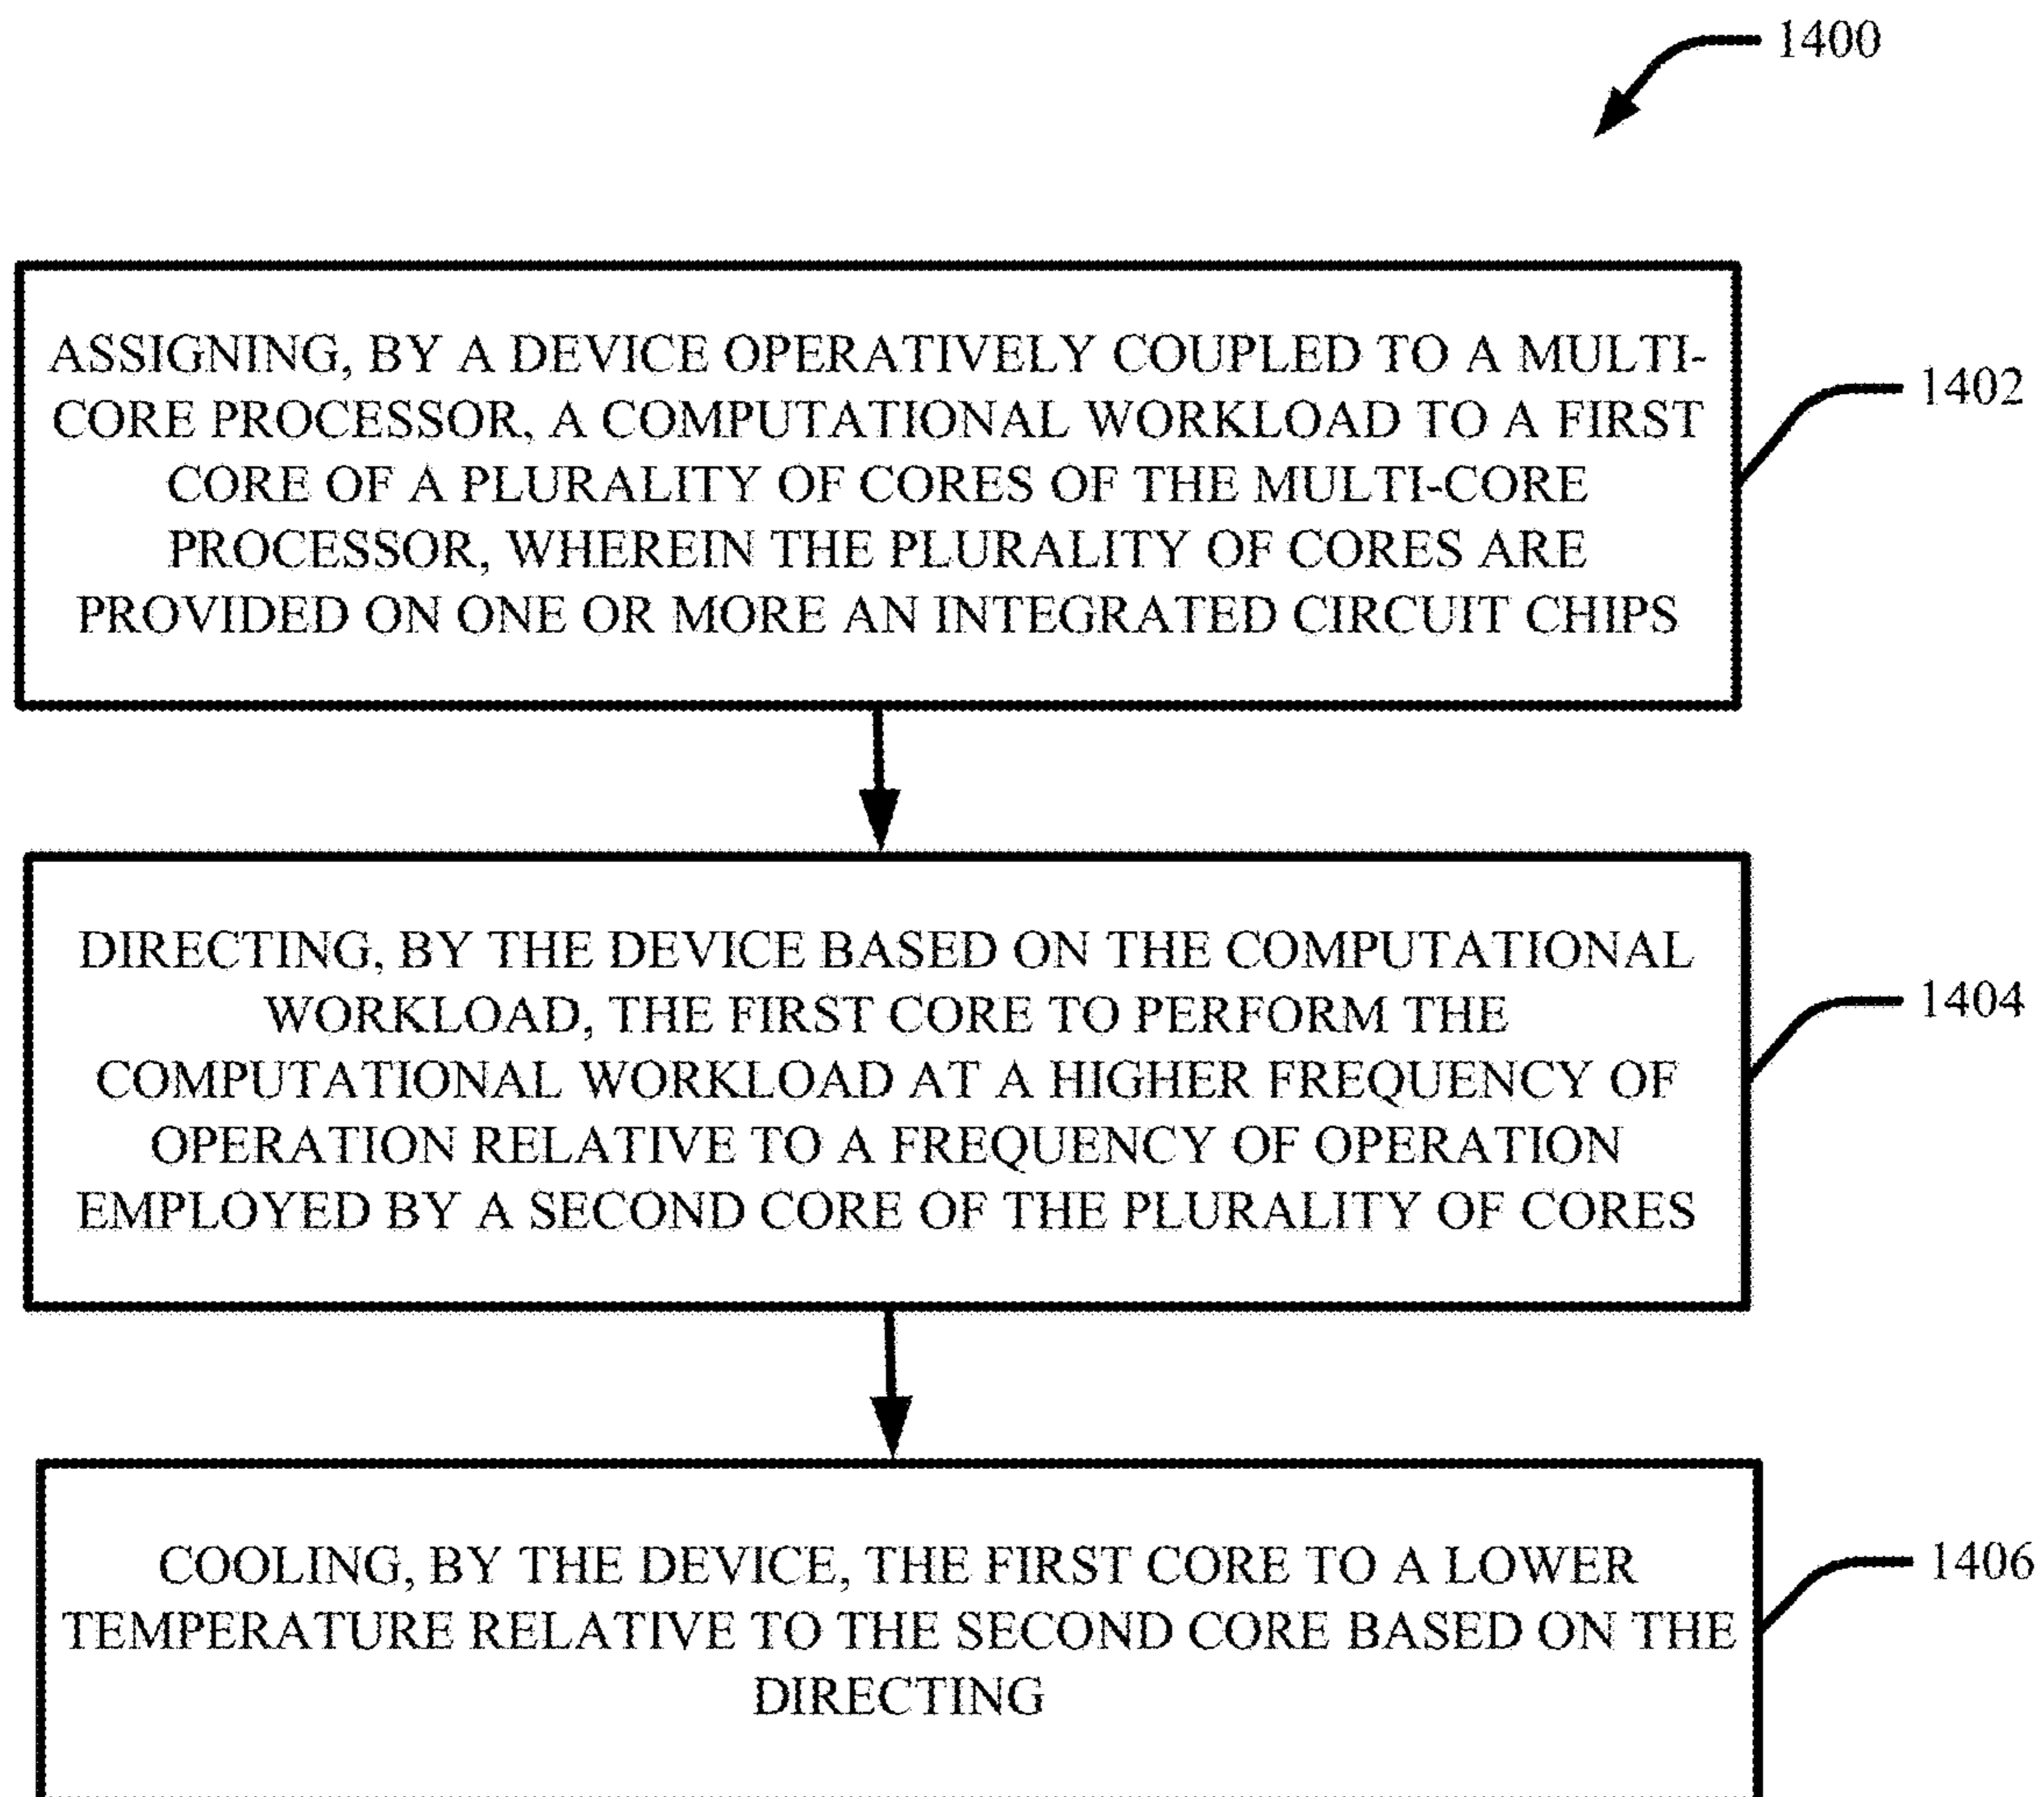 1400
ASSIGNING, BY A DEVICE OPERATIVELY COUPLED TO A MULTI-
CORE PROCESSOR, A COMPUTATIONAL WORKLOAD TO A FIRST
CORE OF A PLURALITY OF CORES OF THE MULTI-CORE
PROCESSOR, WHEREIN THE PLURALITY OF CORES ARE
PROVIDED ON ONE OR MORE AN INTEGRATED CIRCUIT CHIPS
1402
DIRECTING, BY THE DEVICE BASED ON THE COMPUTATIONAL
WORKLOAD, THE FIRST CORE TO PERFORM THE
COMPUTATIONAL WORKLOAD AT A HIGHER FREQUENCY OF
OPERATION RELATIVE TO A FREQUENCY OF OPERATION
EMPLOYED BY A SECOND CORE OF THE PLURALITY OF CORES
1404
COOLING, BY THE DEVICE, THE FIRST CORE TO A LOWER
TEMPERATURE RELATIVE TO THE SECOND CORE BASED ON THE
DIRECTING
1406